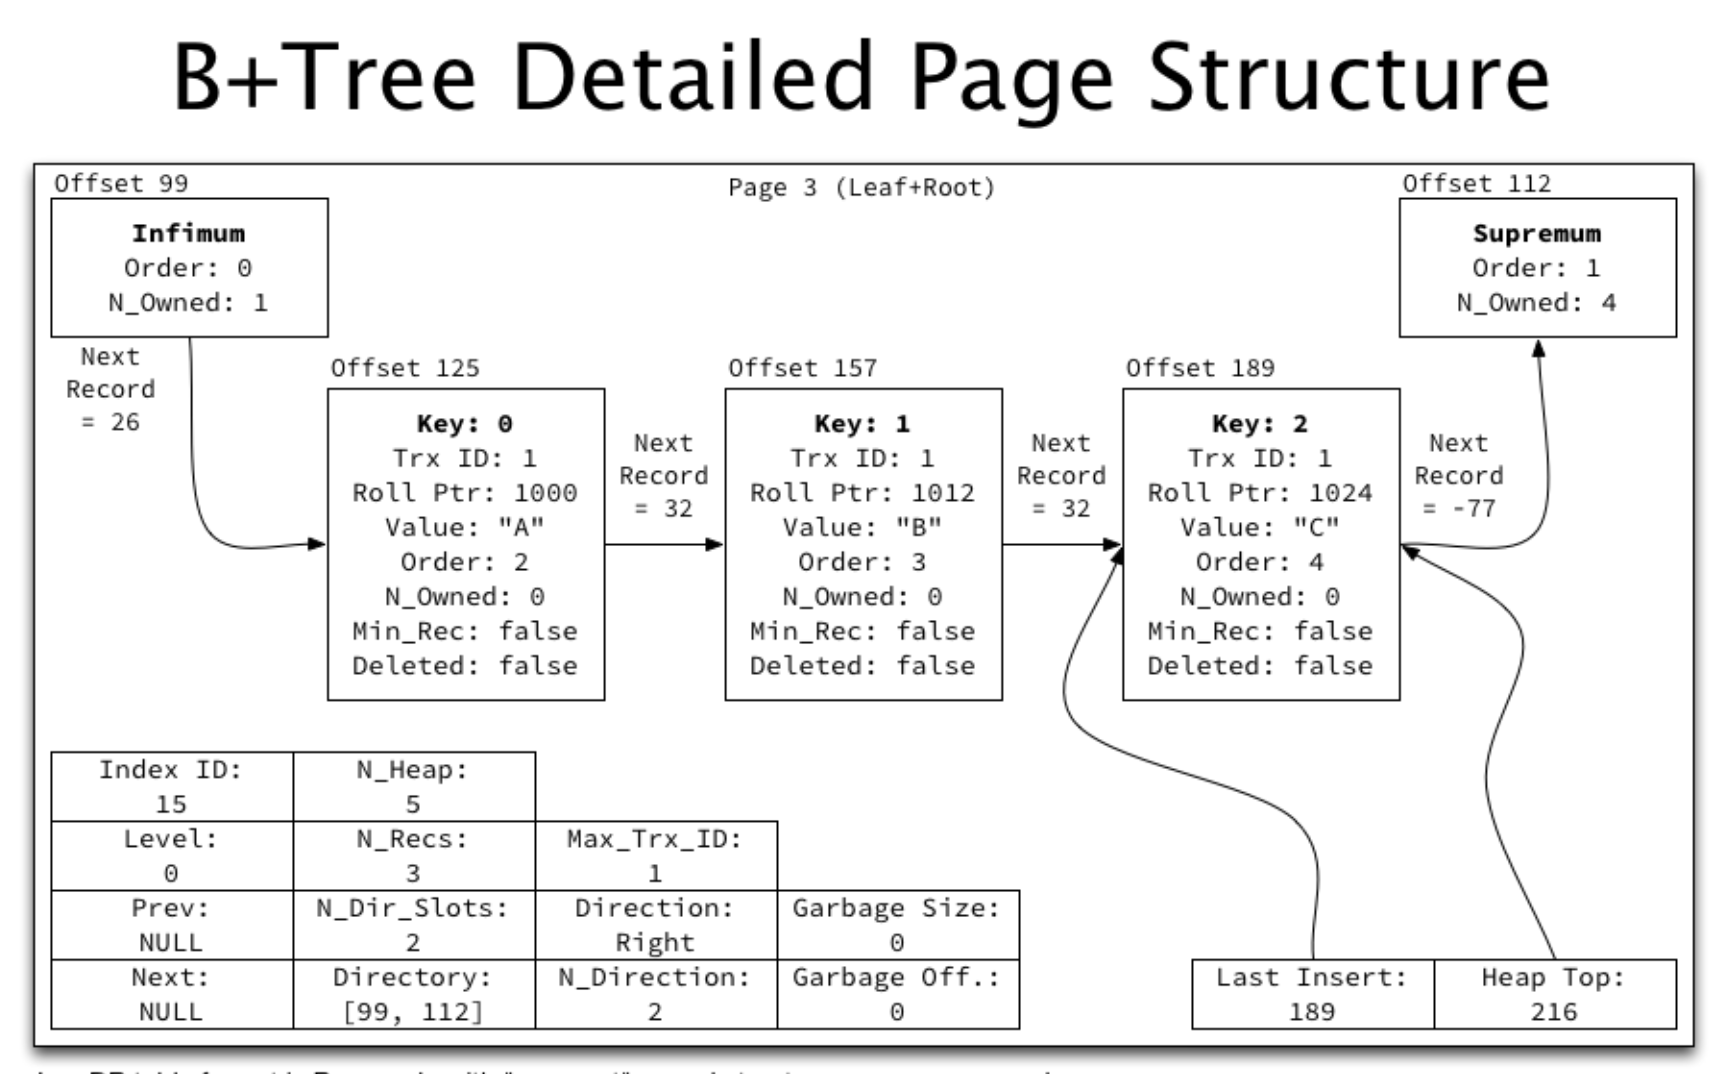 B+Tree Detailed Page Structure
Offset 99
Page 3 (Leaf+Root)
Offset 112
Infimum
Order: 0
N_Owned: 1
Supremum
Order: 1
N_Owned: 4
Next
Record
= 26
Offset 125
Key: 0
Trx ID: 1
Roll Ptr: 1000
Value: "A"
Order: 2
N_Owned: 0
Min_Rec: false
Deleted: false
Next
Record
= 32
Offset 157
Key: 1
Trx ID: 1
Roll Ptr: 1012
Value: "B"
Order: 3
N_Owned: 0
Min_Rec: false
Deleted: false
Next
Record
= 32
Offset 189
Key: 2
Trx ID: 1
Roll Ptr: 1024
Value: "C"
Order: 4
N_Owned: 0
Min_Rec: false
Deleted: false
Next
Record
= -77
Index ID:
15
N_Heap:
5
Level:
0
N_Recs:
3
Max_Trx_ID:
1
Prev:
NULL
N_Dir_Slots:
2
Direction:
Right
Garbage Size:
0
Next:
NULL
Directory:
[99, 112]
N_Direction:
2
Garbage Off.:
0
Last Insert:
189
Heap Top:
216